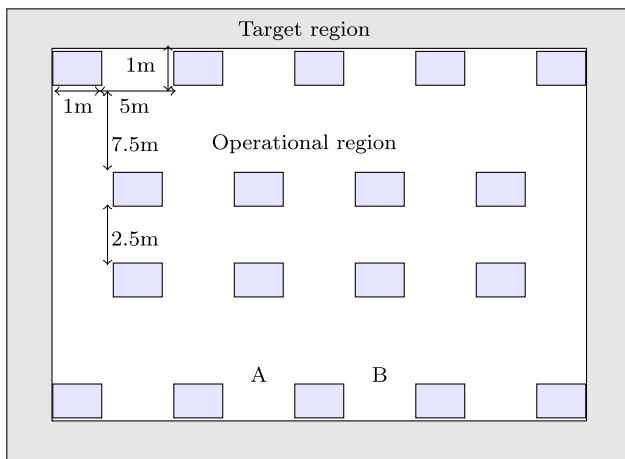 Target region
1m
1m 5m
7.5m
Operational region
2.5m
A B